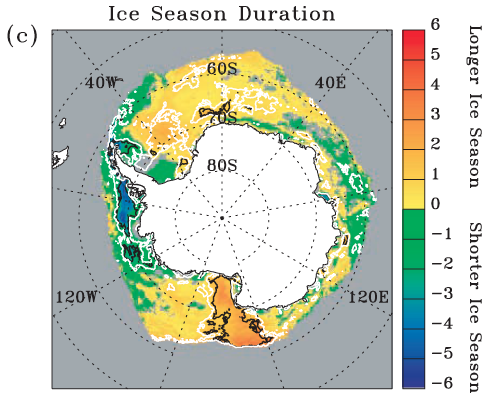 Ice Season Duration
(c)
60S
70S
80S
40W
40E
120W
120E
6
5
4
3
2
1
0
−1
−2
−3
−4
−5
−6
Longer Ice Season
Shorter Ice Season